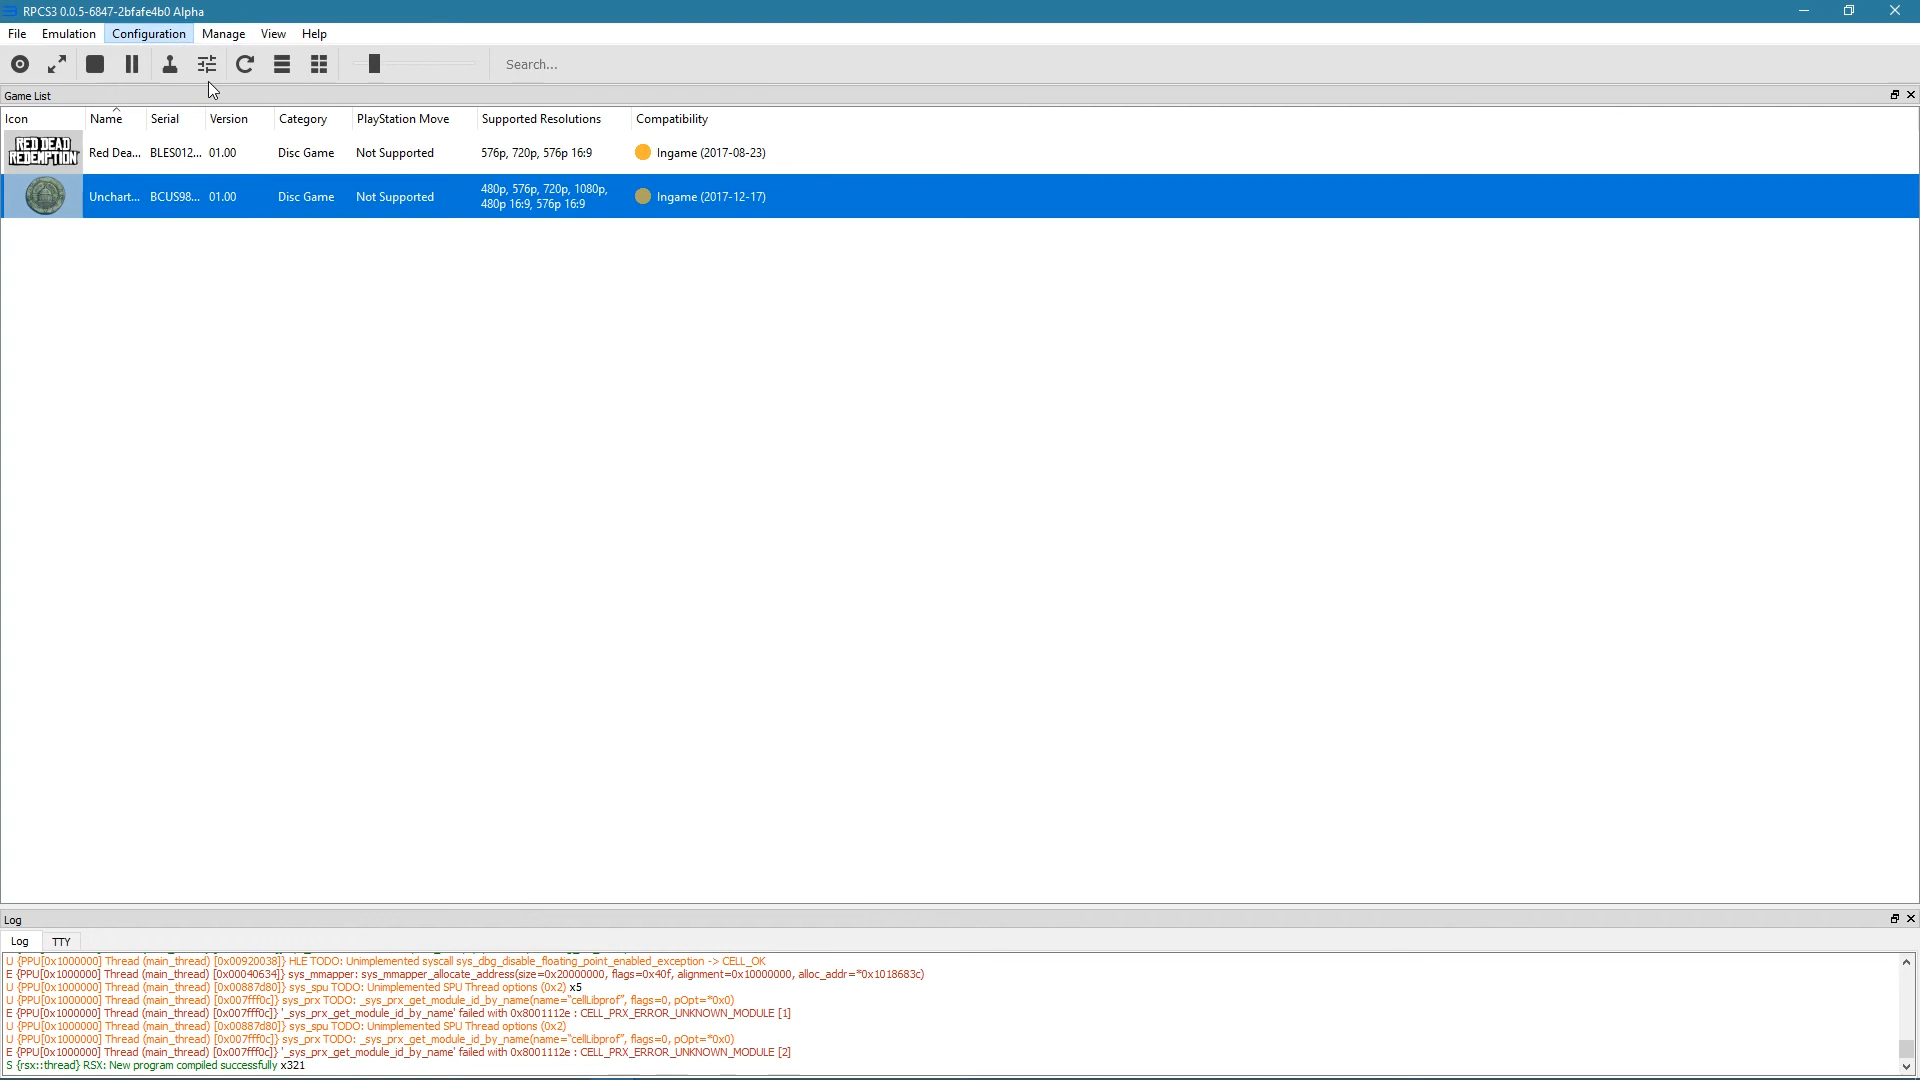 RPCS3 0.0.5-6847-2bfafe4b0 Alpha
File Emulation Configuration Manage View Help
Search...
Game List
Icon Name Serial Version Category PlayStation Move Supported Resolutions Compatibility
RED DEAD
REDEMPTION
Red Dea... BLES012... 01.00 Disc Game Not Supported 576p, 720p, 576p 16:9 Ingame (2017-08-23)
Unchart... BCUS98... 01.00 Disc Game Not Supported 480p, 576p, 720p, 1080p,
480p 16:9, 576p 16:9 Ingame (2017-12-17)
Log
Log TTY
U {PPU[0x1000000] Thread (main_thread) [0x00920038]} HLE TODO: Unimplemented syscall sys_dbg_disable_floating_point_enabled_exception -> CELL_OK
E {PPU[0x1000000] Thread (main_thread) [0x00040634]} sys_mmapper: sys_mmapper_allocate_address(size=0x20000000, flags=0x40f, alignment=0x10000000, alloc_addr=*0x1018683c)
U {PPU[0x1000000] Thread (main_thread) [0x00887d80]} sys_spu TODO: Unimplemented SPU Thread options (0x2) x5
U {PPU[0x1000000] Thread (main_thread) [0x007fff0c]} sys_prx TODO: _sys_prx_get_module_id_by_name(name="cellLibprof", flags=0, pOpt=*0x0)
E {PPU[0x1000000] Thread (main_thread) [0x007fff0c]} '_sys_prx_get_module_id_by_name' failed with 0x8001112e : CELL_PRX_ERROR_UNKNOWN_MODULE [1]
U {PPU[0x1000000] Thread (main_thread) [0x00887d80]} sys_spu TODO: Unimplemented SPU Thread options (0x2)
U {PPU[0x1000000] Thread (main_thread) [0x007fff0c]} sys_prx TODO: _sys_prx_get_module_id_by_name(name="cellLibprof", flags=0, pOpt=*0x0)
E {PPU[0x1000000] Thread (main_thread) [0x007fff0c]} '_sys_prx_get_module_id_by_name' failed with 0x8001112e : CELL_PRX_ERROR_UNKNOWN_MODULE [2]
S {rsx::thread} RSX: New program compiled successfully x321